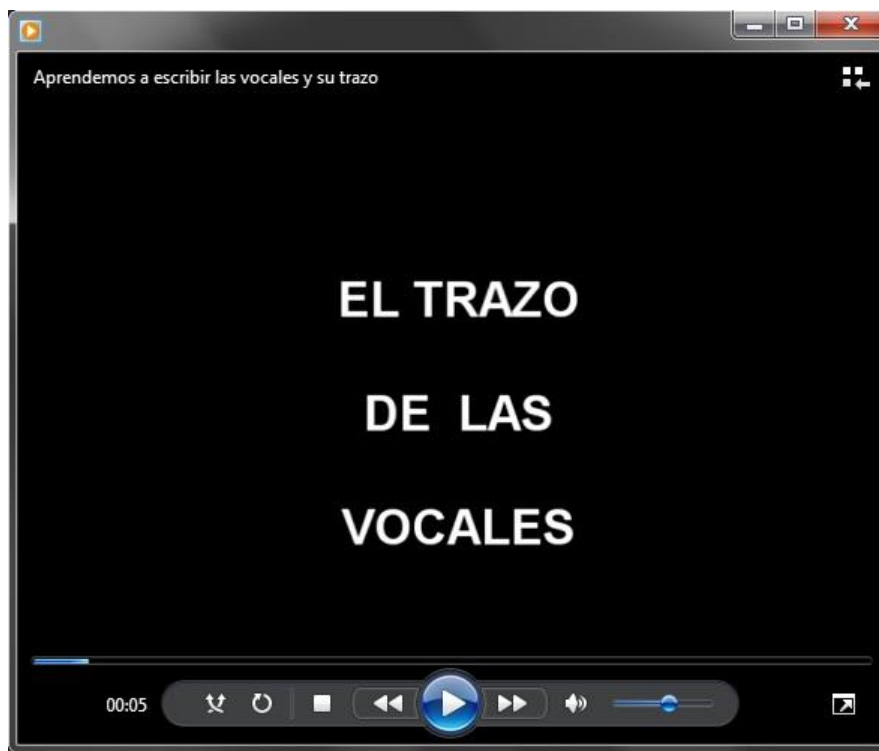 Aprendemos a escribir las vocales y su trazo
EL TRAZO
DE LAS
VOCALES
00:05